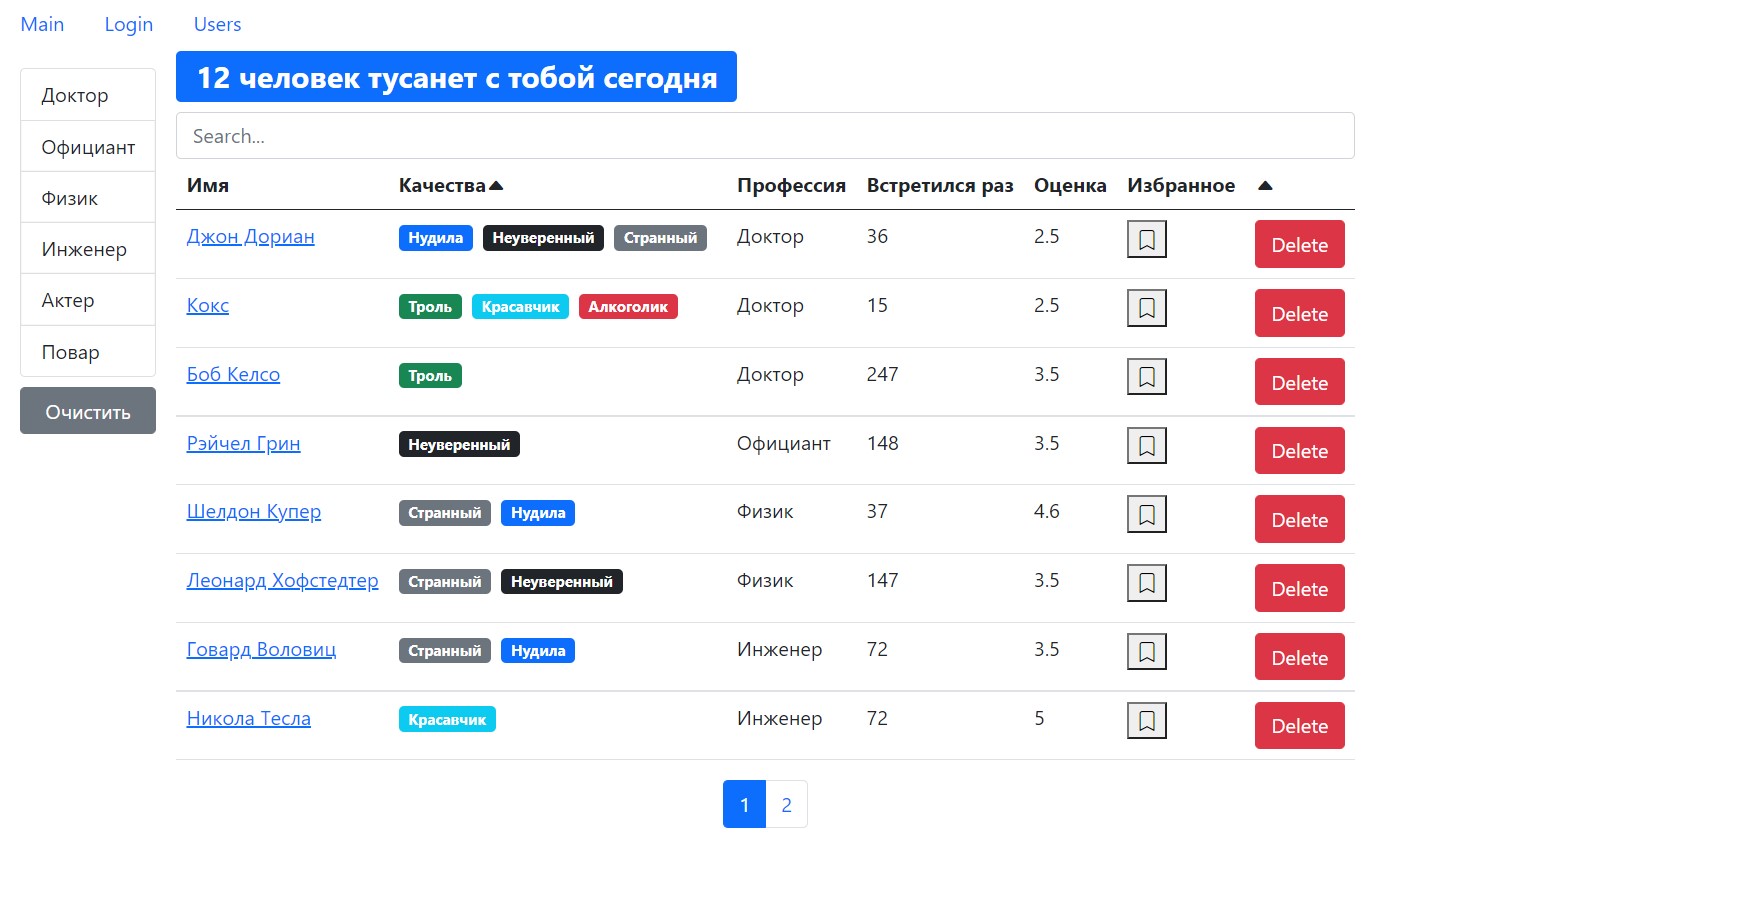 Main Login Users
12 человек тусанет с тобой сегодня
Доктор
Официант
Физик
Инженер
Актер
Повар
Очистить
Search...
Имя Качества Профессия Встретился раз Оценка Избранное
Джон Дориан Нудила Неуверенный Странный Доктор 36 2.5 Delete
Кокс Троль Красавчик Алкоголик Доктор 15 2.5 Delete
Боб Келсо Троль Доктор 247 3.5 Delete
Рэйчел Грин Неуверенный Официант 148 3.5 Delete
Шелдон Купер Странный Нудила Физик 37 4.6 Delete
Леонард Хофстедтер Странный Неуверенный Физик 147 3.5 Delete
Говард Воловиц Странный Нудила Инженер 72 3.5 Delete
Никола Тесла Красавчик Инженер 72 5 Delete
1 2